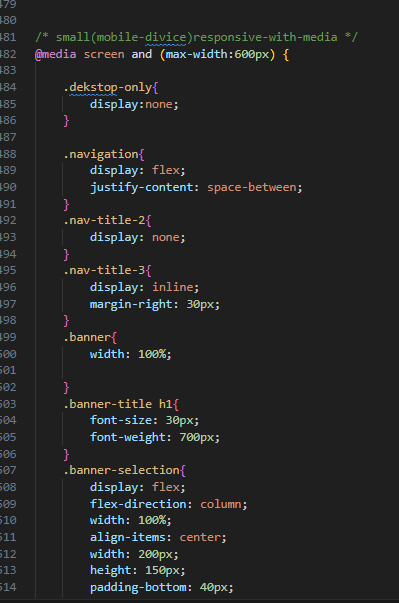 479
480
481 /* small(mobile-divice)responsive-with-media */
482 @media screen and (max-width:600px) {
483
484 .dekstop-only{
485 display:none;
486 }
487
488 .navigation{
489 display: flex;
490 justify-content: space-between;
491 }
492 .nav-title-2{
493 display: none;
494 }
495 .nav-title-3{
496 display: inline;
497 margin-right: 30px;
498 }
499 .banner{
500 width: 100%;
501
502 }
503 .banner-title h1{
504 font-size: 30px;
505 font-weight: 700px;
506 }
507 .banner-selection{
508 display: flex;
509 flex-direction: column;
510 width: 100%;
511 align-items: center;
512 width: 200px;
513 height: 150px;
514 padding-bottom: 40px;